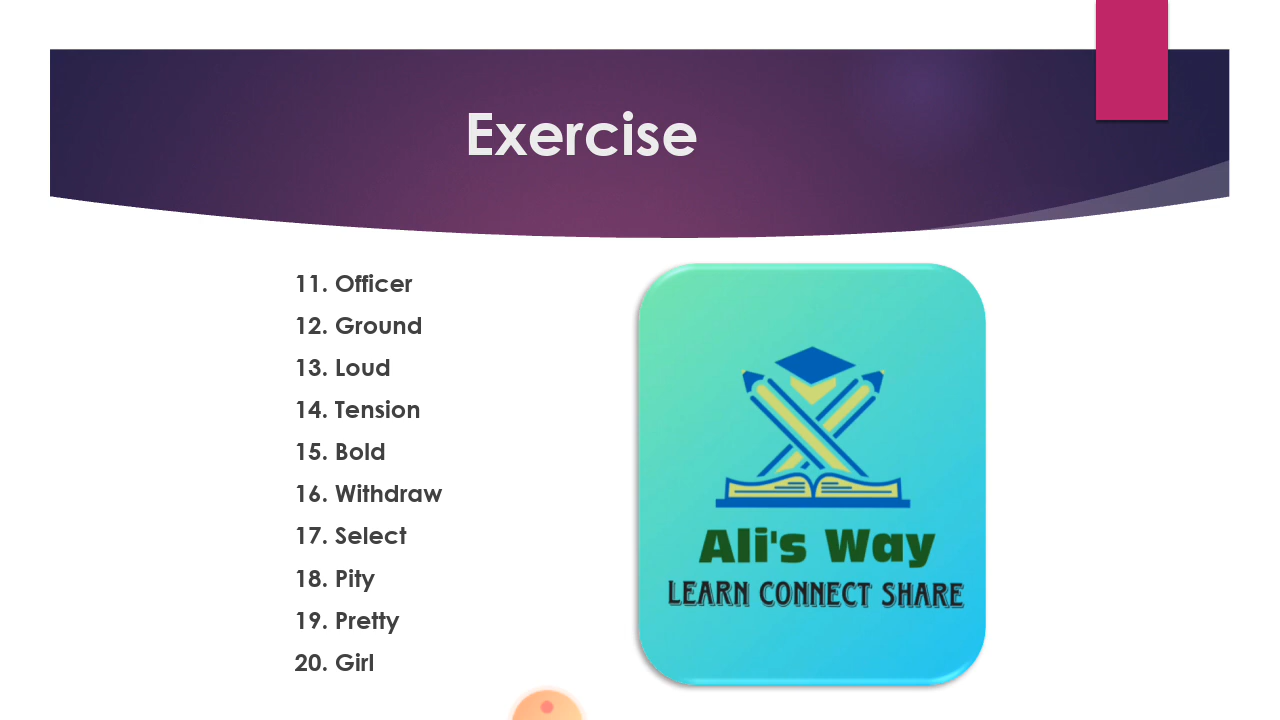 Exercise
11. Officer
12. Ground
13. Loud
14. Tension
15. Bold
16. Withdraw
17. Select
18. Pity
19. Pretty
20. Girl
Ali's Way
LEARN CONNECT SHARE